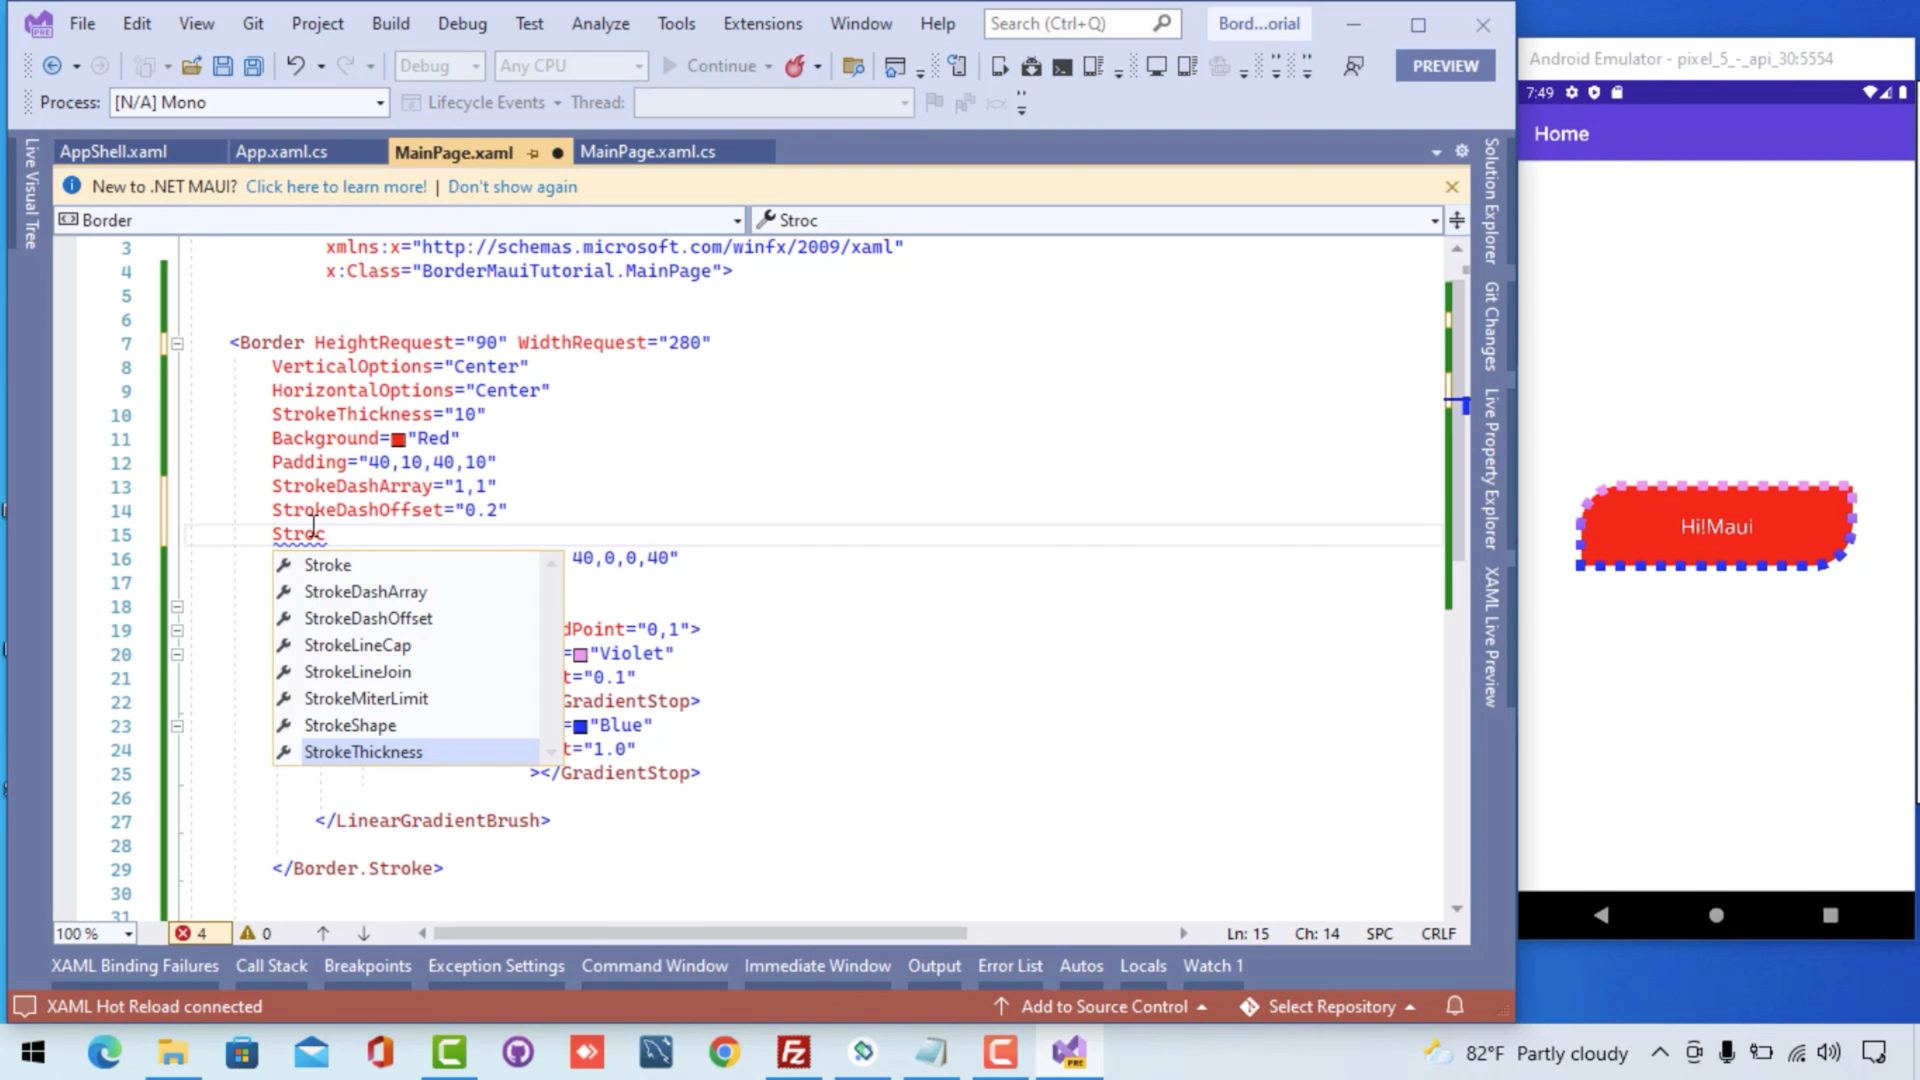 File Edit View Git Project Build Debug Test Analyze Tools Extensions Window Help Search (Ctrl+Q) Bord...orial
Debug Any CPU Continue PREVIEW
Process: [N/A] Mono Lifecycle Events Thread:
AppShell.xaml App.xaml.cs MainPage.xaml MainPage.xaml.cs
New to .NET MAUI? Click here to learn more! | Don't show again
Border Stroc
3 xmlns:x="http://schemas.microsoft.com/winfx/2009/xaml"
4 x:Class="BorderMauiTutorial.MainPage">
5
6
7 <Border HeightRequest="90" WidthRequest="280"
8 VerticalOptions="Center"
9 HorizontalOptions="Center"
10 StrokeThickness="10"
11 Background="Red"
12 Padding="40,10,40,10"
13 StrokeDashArray="1,1"
14 StrokeDashOffset="0.2"
15 Stroc
16 40,0,0,40"
17
18
19 dPoint="0,1">
20 ="Violet"
21 t="0.1"
22 GradientStop>
23 ="Blue"
24 t="1.0"
25 ></GradientStop>
26
27 </LinearGradientBrush>
28
29 </Border.Stroke>
30
31
Stroke
StrokeDashArray
StrokeDashOffset
StrokeLineCap
StrokeLineJoin
StrokeMiterLimit
StrokeShape
StrokeThickness
100 % 4 0 Ln: 15 Ch: 14 SPC CRLF
XAML Binding Failures Call Stack Breakpoints Exception Settings Command Window Immediate Window Output Error List Autos Locals Watch 1
XAML Hot Reload connected Add to Source Control Select Repository
Live Visual Tree
Solution Explorer
Git Changes
Live Property Explorer
XAML Live Preview
Android Emulator - pixel_5_-_api_30:5554
7:49
Home
Hi!Maui
82°F Partly cloudy